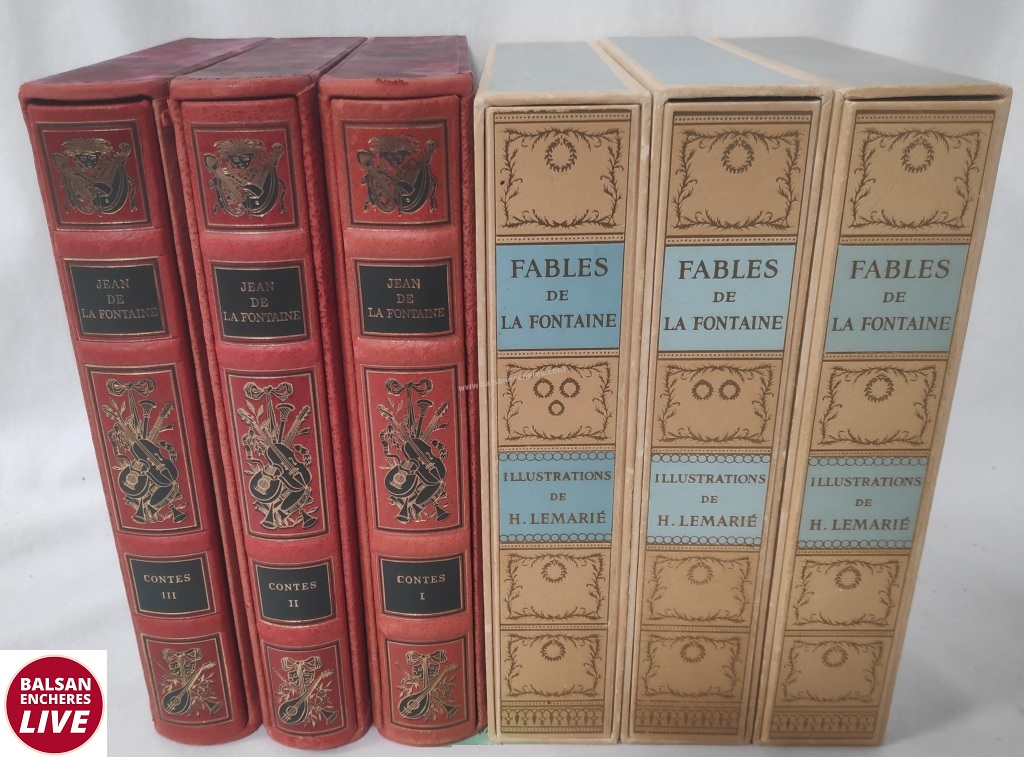 JEAN
DE
LA FONTAINE
CONTES
III
JEAN
DE
LA FONTAINE
CONTES
II
JEAN
DE
LA FONTAINE
CONTES
I
FABLES
DE
LA FONTAINE
ILLUSTRATIONS
DE
H. LEMARIÉ
FABLES
DE
LA FONTAINE
ILLUSTRATIONS
DE
H. LEMARIÉ
FABLES
DE
LA FONTAINE
ILLUSTRATIONS
DE
H. LEMARIÉ
BALSAN
ENCHERES
LIVE